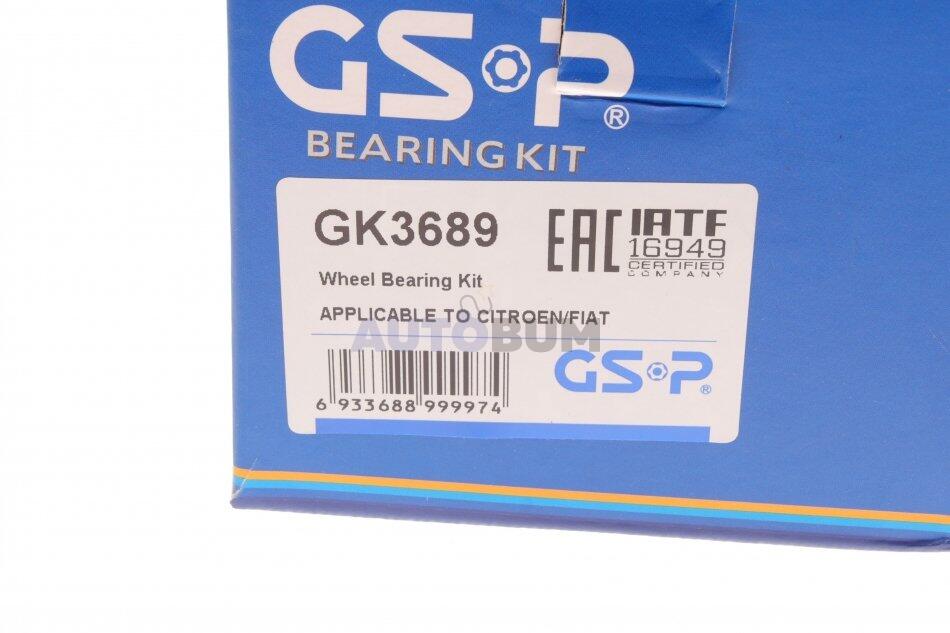 GSP®
BEARING KIT
GK3689
EAC
IATF
16949
CERTIFIED
COMPANY
Wheel Bearing Kit
APPLICABLE TO CITROEN/FIAT
AUTOBUM
GSP®
6 933688 999974